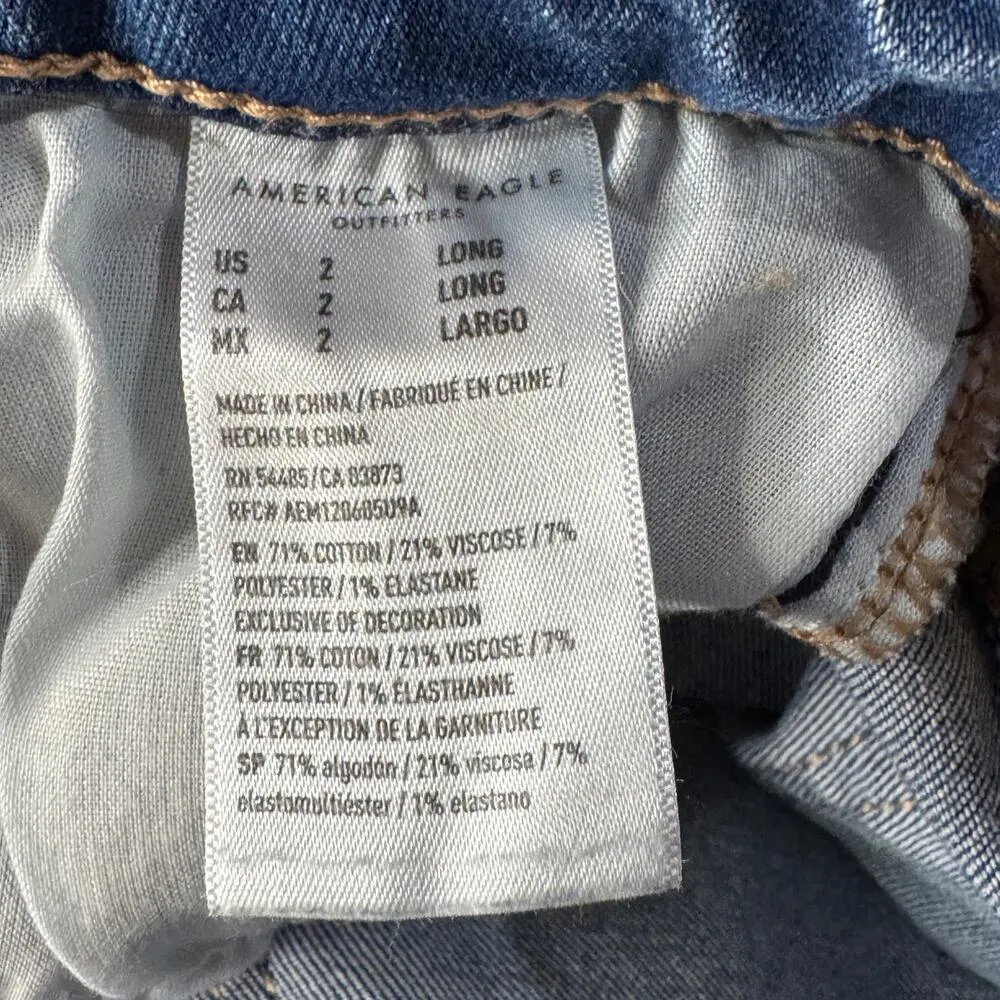 AMERICAN EAGLE
OUTFITTERS
US 2 LONG
CA 2 LONG
MX 2 LARGO
MADE IN CHINA / FABRIQUÉ EN CHINE /
HECHO EN CHINA
RN 54485 / CA 03873
RFC# AEM120605U9A
EN 71% COTTON / 21% VISCOSE / 7%
POLYESTER / 1% ELASTANE
EXCLUSIVE OF DECORATION
FR 71% COTON / 21% VISCOSE / 7%
POLYESTER / 1% ÉLASTHANNE
À L'EXCEPTION DE LA GARNITURE
SP 71% algodón / 21% viscosa / 7%
elastomultiéster / 1% elastano